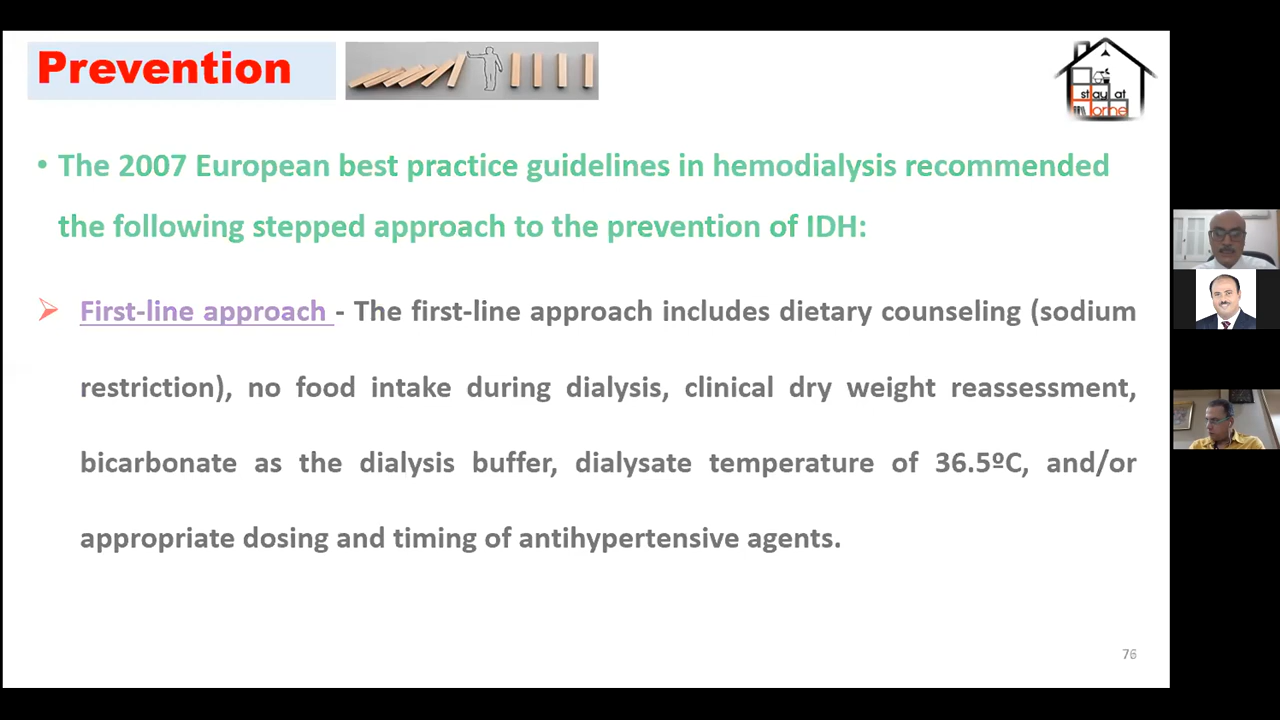 Prevention
stay at
Home
• The 2007 European best practice guidelines in hemodialysis recommended
the following stepped approach to the prevention of IDH:
First-line approach - The first-line approach includes dietary counseling (sodium
restriction), no food intake during dialysis, clinical dry weight reassessment,
bicarbonate as the dialysis buffer, dialysate temperature of 36.5ºC, and/or
appropriate dosing and timing of antihypertensive agents.
76